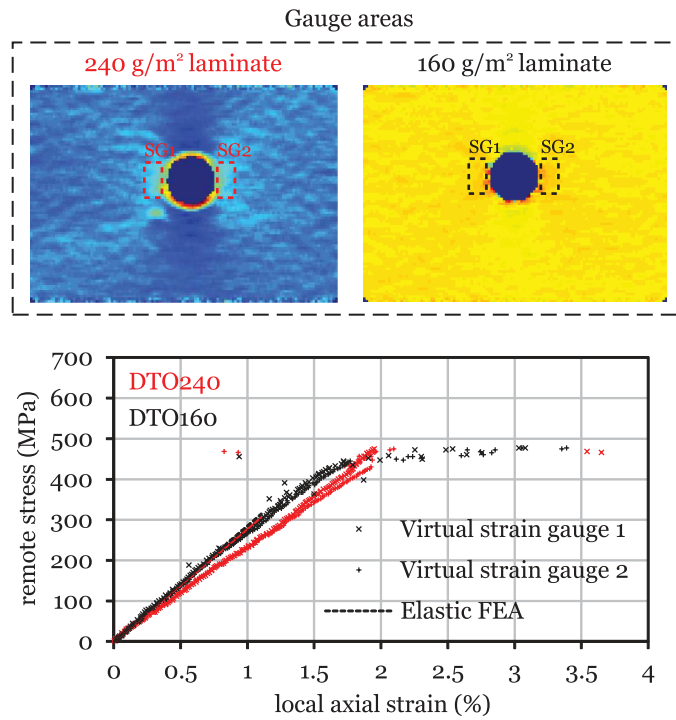 Gauge areas
240 g/m² laminate
160 g/m² laminate
SG1 SG2
SG1 SG2
700
600
500
400
300
200
100
0
remote stress (MPa)
DTO240
DTO160
Virtual strain gauge 1
Virtual strain gauge 2
Elastic FEA
0 0.5 1 1.5 2 2.5 3 3.5 4
local axial strain (%)